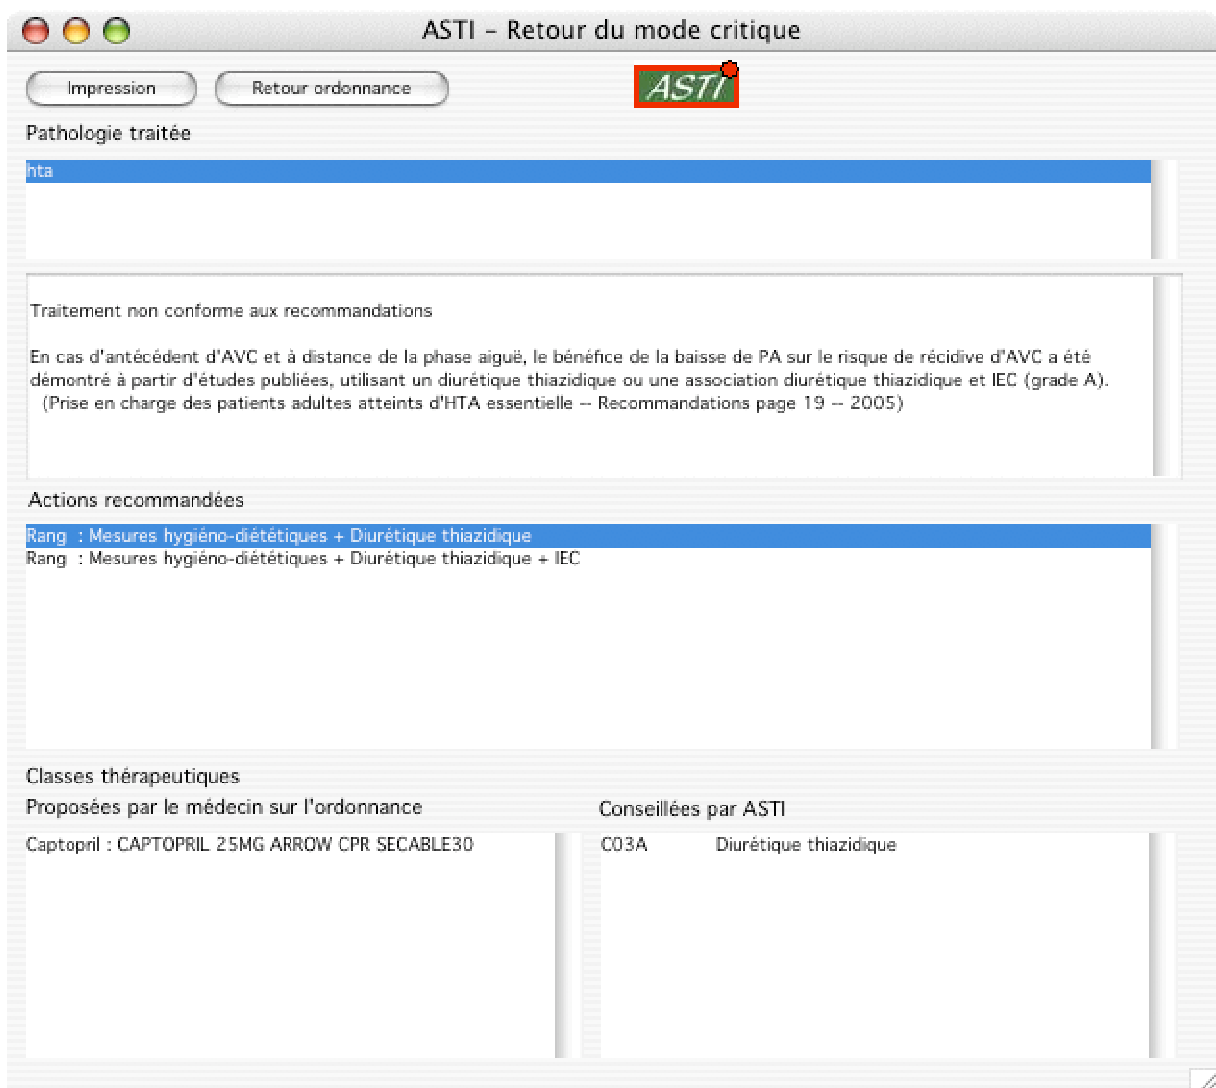 ASTI – Retour du mode critique
Impression
Retour ordonnance
ASTI
Pathologie traitée
hta
Traitement non conforme aux recommandations
En cas d'antécédent d'AVC et à distance de la phase aiguë, le bénéfice de la baisse de PA sur le risque de récidive d'AVC a été
démontré à partir d'études publiées, utilisant un diurétique thiazidique ou une association diurétique thiazidique et IEC (grade A).
(Prise en charge des patients adultes atteints d'HTA essentielle -- Recommandations page 19 -- 2005)
Actions recommandées
Rang : Mesures hygiéno-diététiques + Diurétique thiazidique
Rang : Mesures hygiéno-diététiques + Diurétique thiazidique + IEC
Classes thérapeutiques
Proposées par le médecin sur l'ordonnance
Conseillées par ASTI
Captopril : CAPTOPRIL 25MG ARROW CPR SECABLE30
C03A Diurétique thiazidique